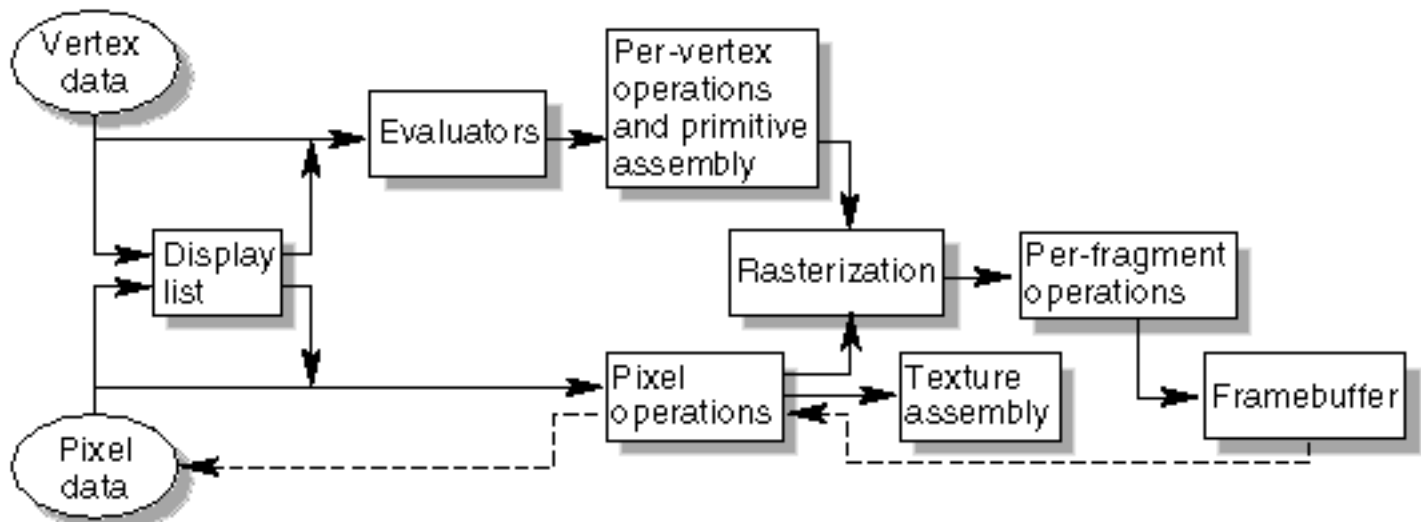 Vertex
data
Evaluators
Per-vertex
operations
and primitive
assembly
Display
list
Rasterization
Per-fragment
operations
Pixel
operations
Texture
assembly
Framebuffer
Pixel
data